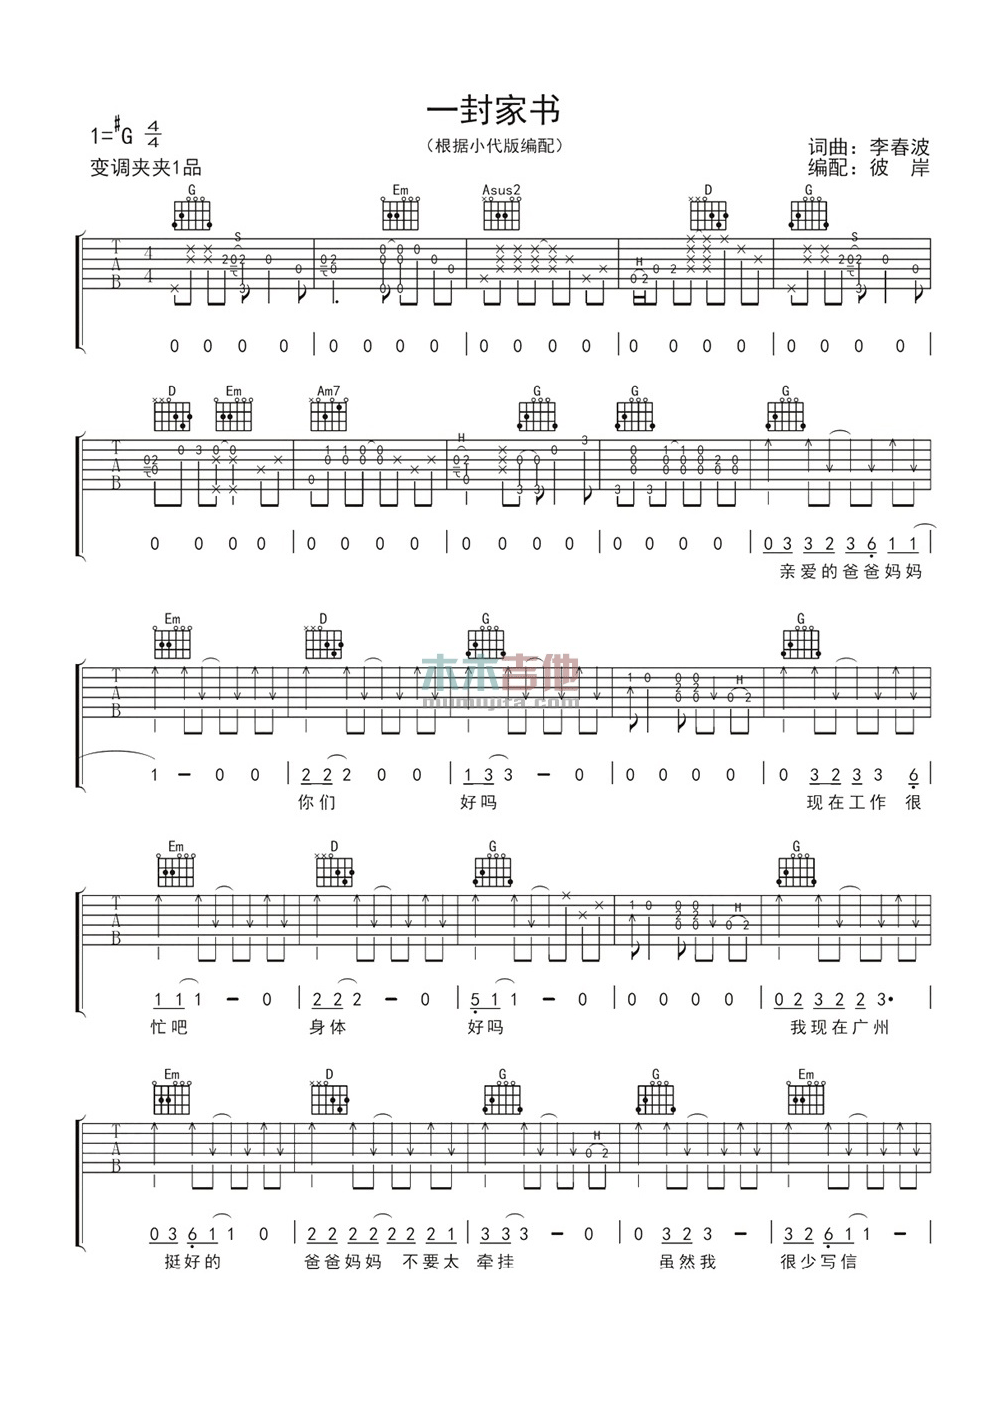 一封家书
（根据小代版编配）
1=#G 4/4
变调夹夹1品
词曲：李春波
编配：彼 岸
G Em Asus2 D G
S H S
T A B 4 4
0 0 0 0 | 0 0 0 0 | 0 0 0 0 | 0 0 0 0 | 0 0 0 0 |
D Em Am7 G G G
H
T A B
0 0 0 0 | 0 0 0 0 | 0 0 0 0 | 0 0 0 0 | 0 3 3 2 3 6 1 1 |
亲爱的爸爸妈妈
Em D G G
木木吉他
mumujita.com
H
T A B
1 - 0 0 | 2 2 2 0 0 | 1 3 3 - 0 | 0 0 0 0 | 0 3 2 3 3 6 |
你们 好吗 现在工作 很
Em D G G
H
T A B
1 1 1 - 0 | 2 2 2 - 0 | 5 1 1 - 0 | 0 0 0 0 | 0 2 3 2 2 3· |
忙吧 身体 好吗 我现在广州
Em D G G Em
H
T A B
0 3 6 1 1 0 | 2 2 2 2 2 2 2 1 | 3 3 3 - 0 | 0 3 2 3 - | 3 2 6 1 1 - |
挺好的 爸爸妈妈 不要太 牵挂 虽然我 很少写信